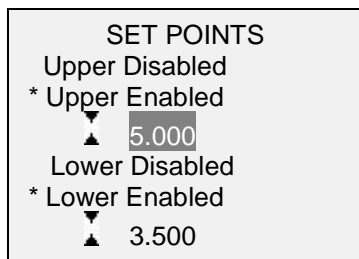 SET POINTS
Upper Disabled
* Upper Enabled
5.000
Lower Disabled
* Lower Enabled
3.500